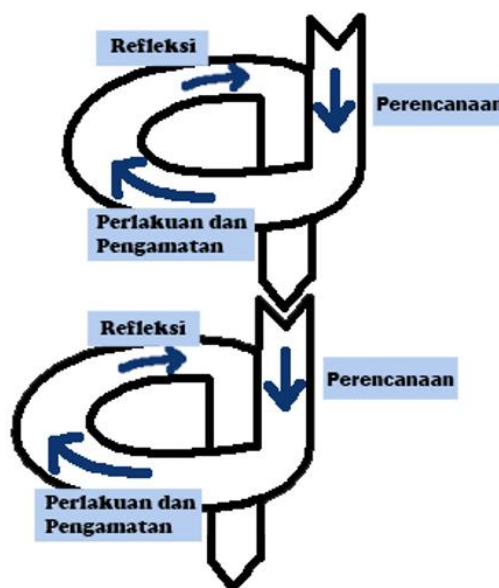 Refleksi
Perencanaan
Perlakuan dan
Pengamatan
Refleksi
Perencanaan
Perlakuan dan
Pengamatan